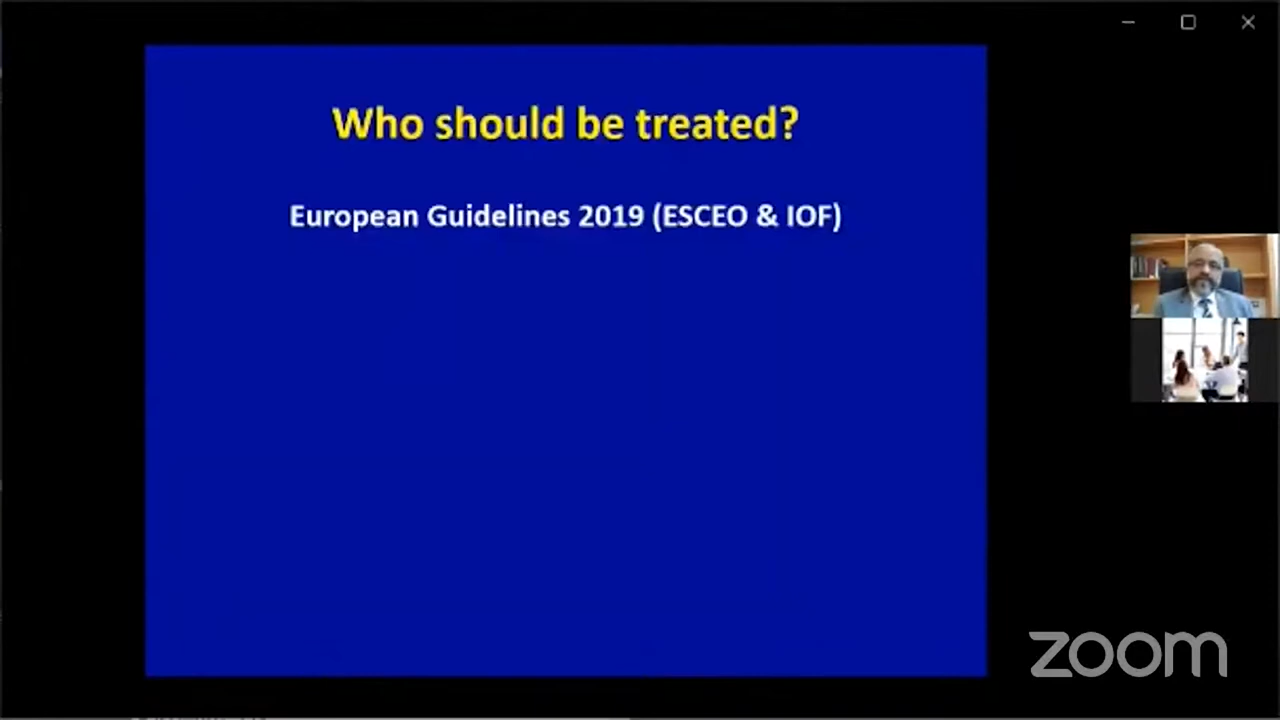 Who should be treated?
European Guidelines 2019 (ESCEO & IOF)
zoom